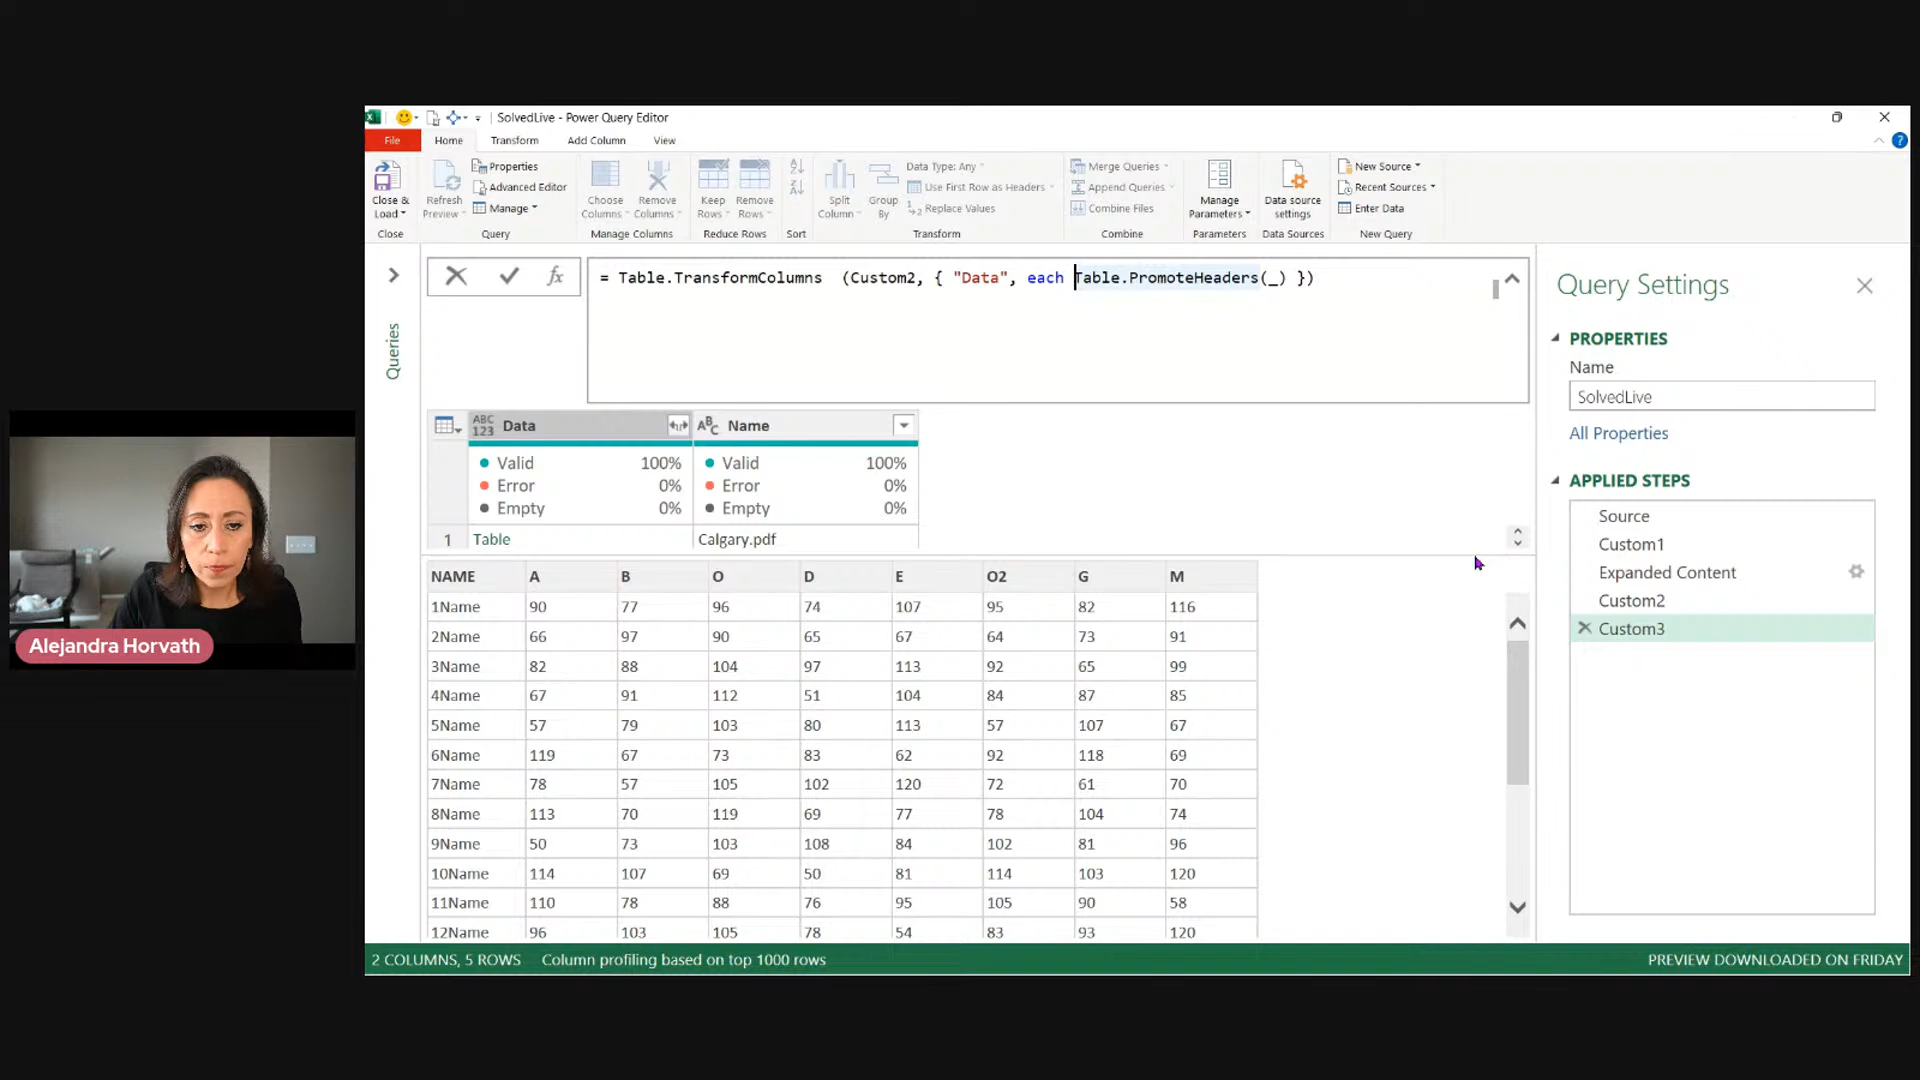 SolvedLive - Power Query Editor
File Home Transform Add Column View
Close & Load
Close
Refresh Preview
Properties
Advanced Editor
Manage
Query
Choose Columns
Remove Columns
Manage Columns
Keep Rows
Remove Rows
Reduce Rows
Sort
Split Column
Group By
Data Type: Any
Use First Row as Headers
Replace Values
Transform
Merge Queries
Append Queries
Combine Files
Combine
Manage Parameters
Parameters
Data source settings
Data Sources
New Source
Recent Sources
Enter Data
New Query
Queries
= Table.TransformColumns (Custom2, { "Data", each Table.PromoteHeaders(_) })
ABC 123 Data ABC Name
Valid 100% Valid 100%
Error 0% Error 0%
Empty 0% Empty 0%
1 Table Calgary.pdf
NAME A B O D E O2 G M
1Name 90 77 96 74 107 95 82 116
2Name 66 97 90 65 67 64 73 91
3Name 82 88 104 97 113 92 65 99
4Name 67 91 112 51 104 84 87 85
5Name 57 79 103 80 113 57 107 67
6Name 119 67 73 83 62 92 118 69
7Name 78 57 105 102 120 72 61 70
8Name 113 70 119 69 77 78 104 74
9Name 50 73 103 108 84 102 81 96
10Name 114 107 69 50 81 114 103 120
11Name 110 78 88 76 95 105 90 58
12Name 96 103 105 78 54 83 93 120
Query Settings
PROPERTIES
Name
SolvedLive
All Properties
APPLIED STEPS
Source
Custom1
Expanded Content
Custom2
Custom3
2 COLUMNS, 5 ROWS Column profiling based on top 1000 rows
PREVIEW DOWNLOADED ON FRIDAY
Alejandra Horvath